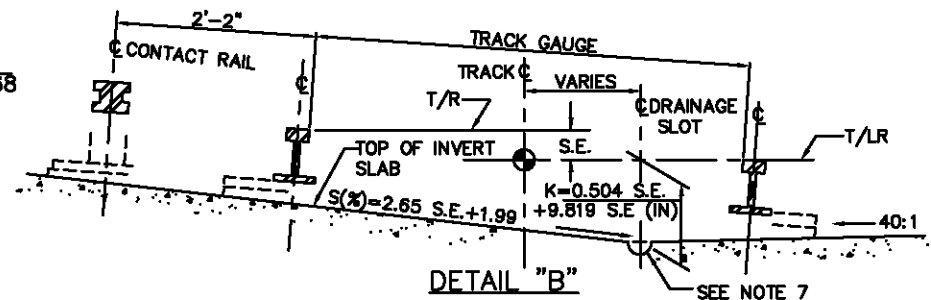 2'-2"
TRACK GAUGE
℄ CONTACT RAIL
℄
TRACK ℄
VARIES
℄ DRAINAGE
SLOT
℄
T/R
T/LR
S.E.
TOP OF INVERT
SLAB
S(%)=2.65 S.E.+1.99
K=0.504 S.E.
+9.819 S.E (IN)
40:1
DETAIL "B"
SEE NOTE 7